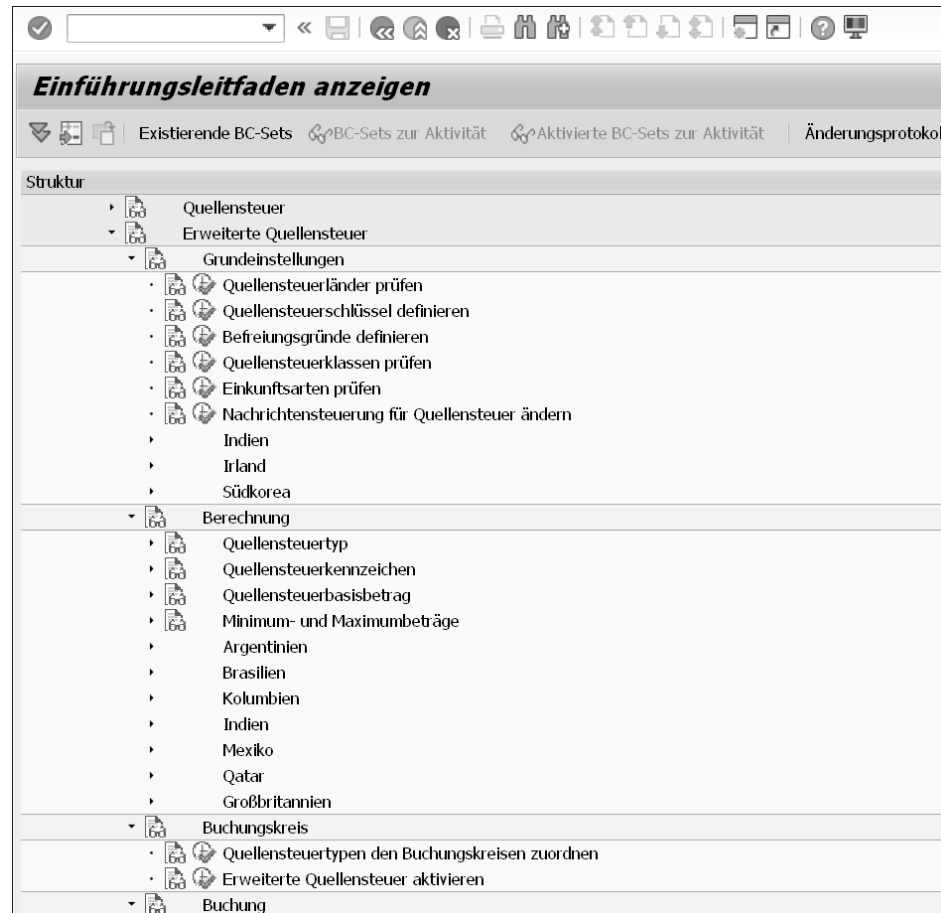 Einführungsleitfaden anzeigen
Existierende BC-Sets BC-Sets zur Aktivität Aktivierte BC-Sets zur Aktivität Änderungsprotokol
Struktur
Quellensteuer
Erweiterte Quellensteuer
Grundeinstellungen
Quellensteuerländer prüfen
Quellensteuerschlüssel definieren
Befreiungsgründe definieren
Quellensteuerklassen prüfen
Einkunftsarten prüfen
Nachrichtensteuerung für Quellensteuer ändern
Indien
Irland
Südkorea
Berechnung
Quellensteuertyp
Quellensteuerkennzeichen
Quellensteuerbasisbetrag
Minimum- und Maximumbeträge
Argentinien
Brasilien
Kolumbien
Indien
Mexiko
Qatar
Großbritannien
Buchungskreis
Quellensteuertypen den Buchungskreisen zuordnen
Erweiterte Quellensteuer aktivieren
Buchung